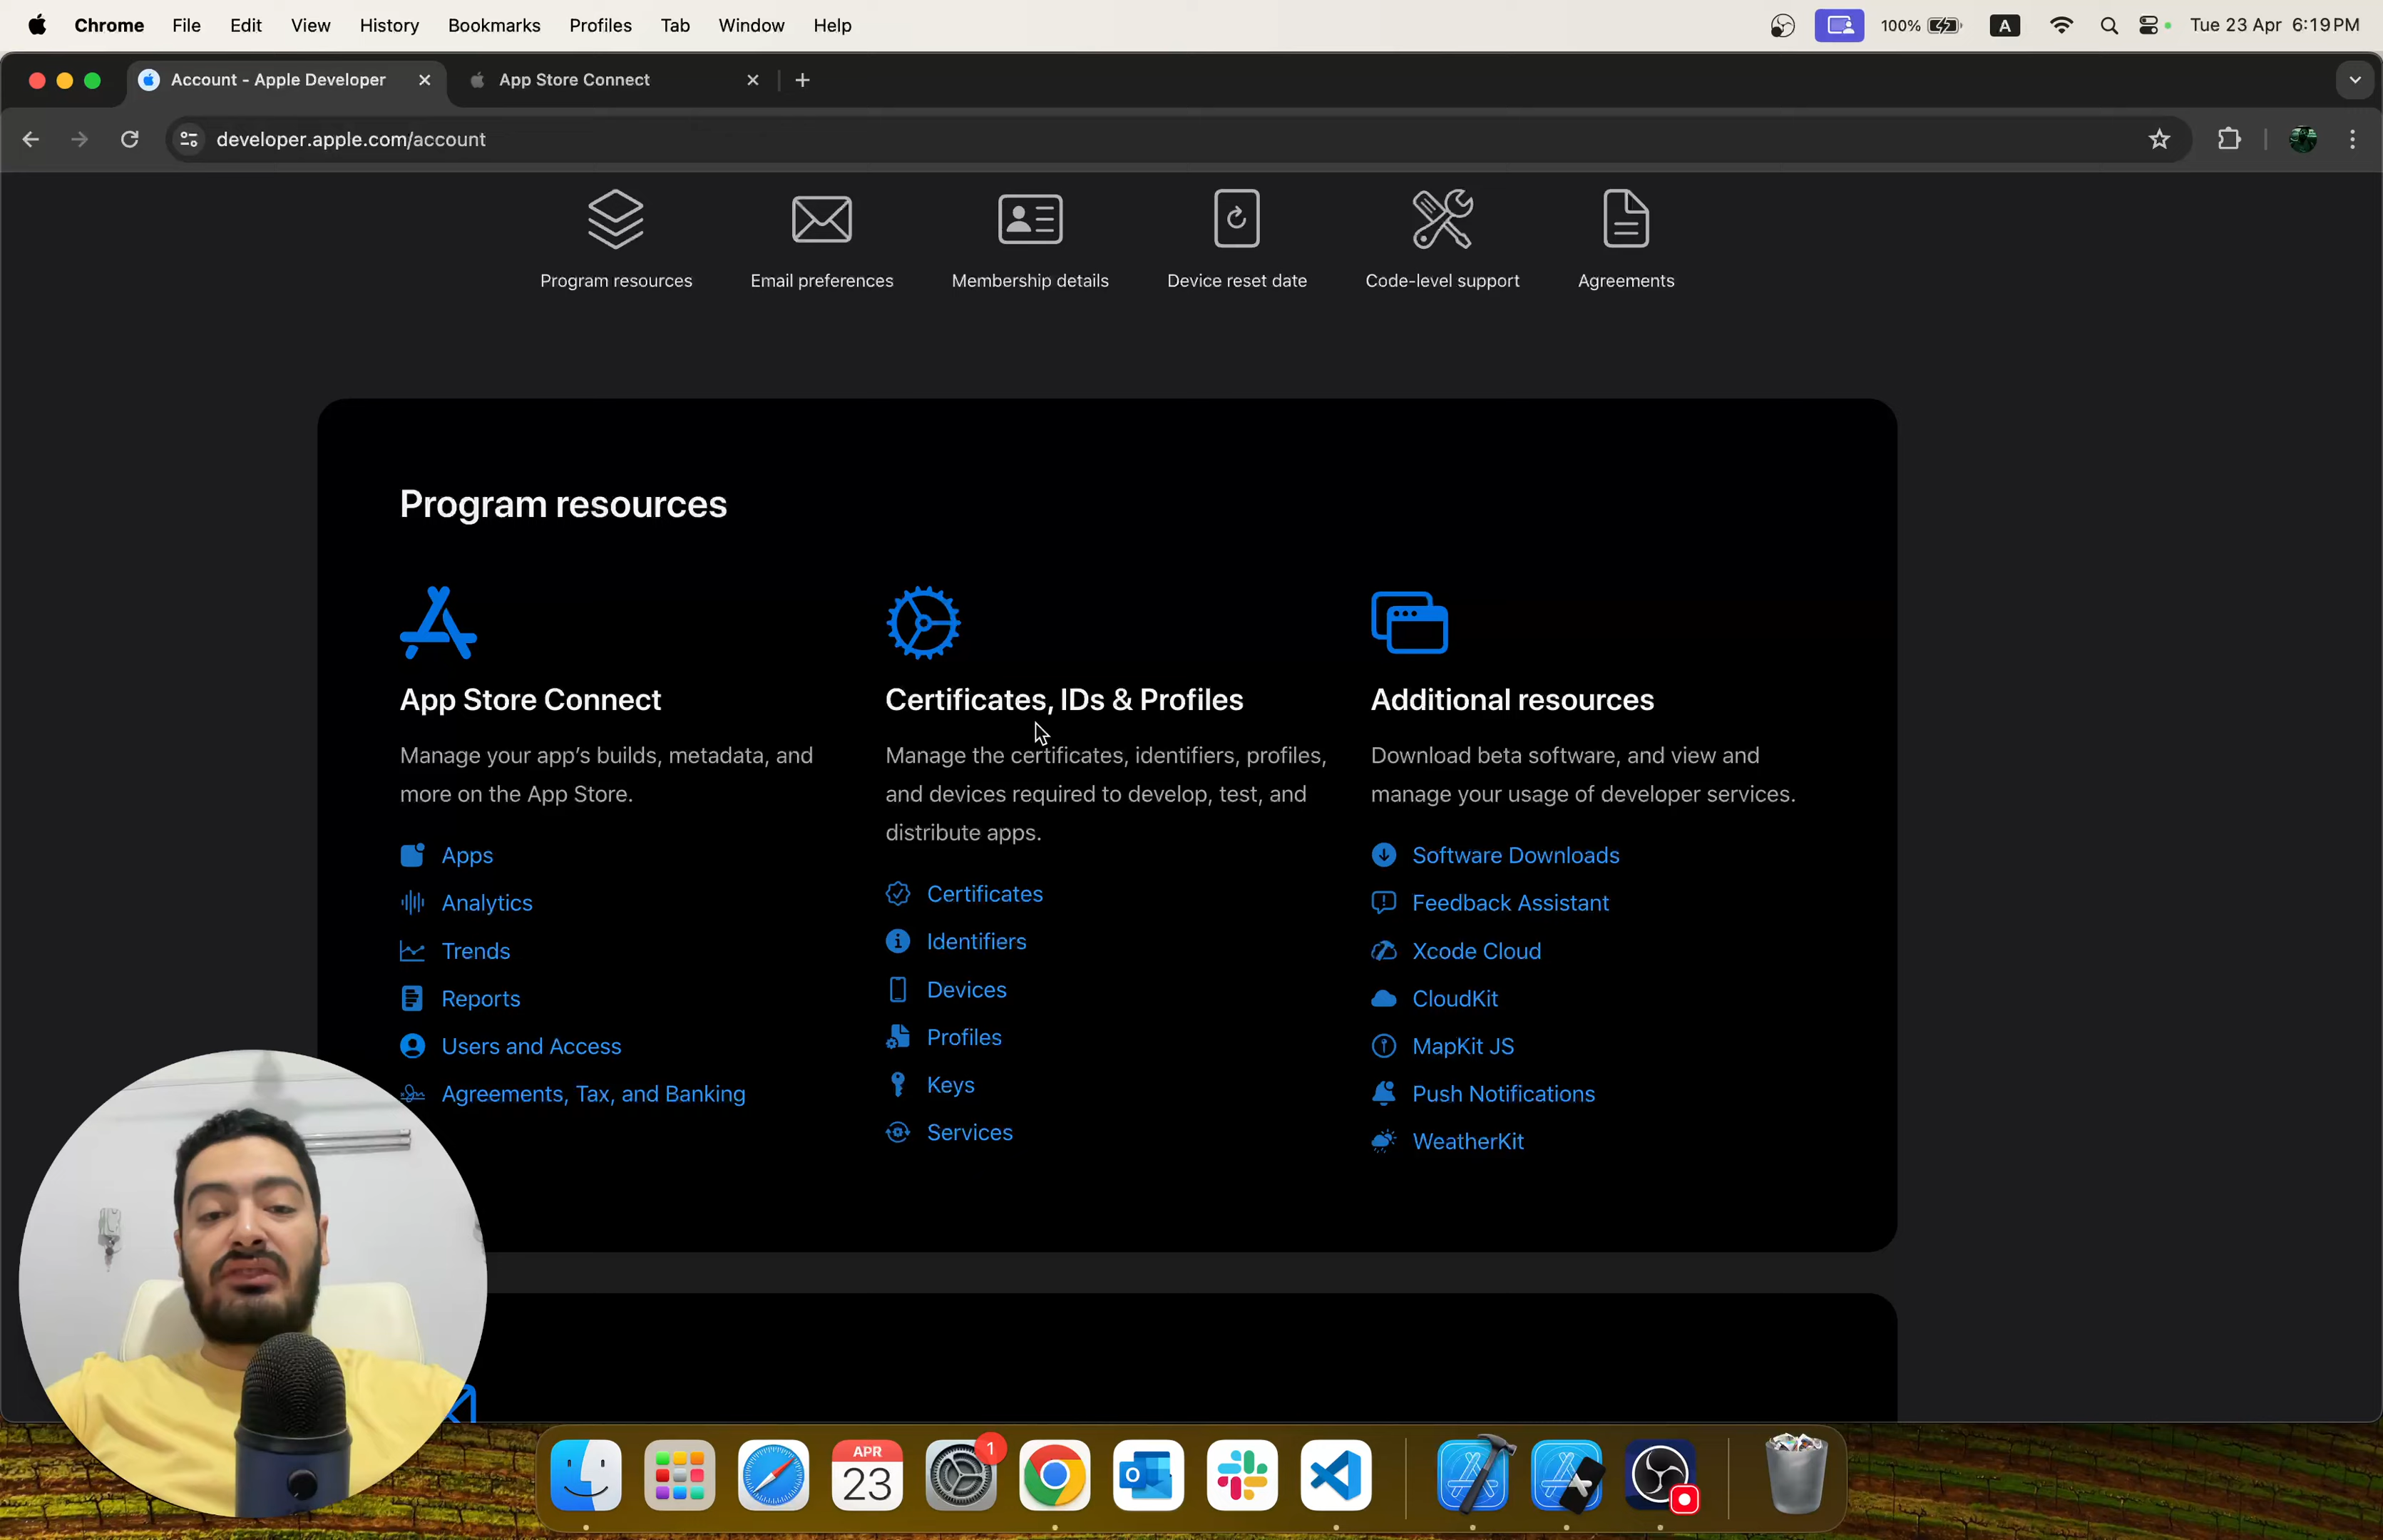 Chrome File Edit View History Bookmarks Profiles Tab Window Help 100% A Tue 23 Apr 6:19 PM
Account - Apple Developer App Store Connect
developer.apple.com/account
Program resources Email preferences Membership details Device reset date Code-level support Agreements
Program resources
App Store Connect
Manage your app’s builds, metadata, and
more on the App Store.
Apps
Analytics
Trends
Reports
Users and Access
Agreements, Tax, and Banking
Certificates, IDs & Profiles
Manage the certificates, identifiers, profiles,
and devices required to develop, test, and
distribute apps.
Certificates
Identifiers
Devices
Profiles
Keys
Services
Additional resources
Download beta software, and view and
manage your usage of developer services.
Software Downloads
Feedback Assistant
Xcode Cloud
CloudKit
MapKit JS
Push Notifications
WeatherKit
APR
23
1